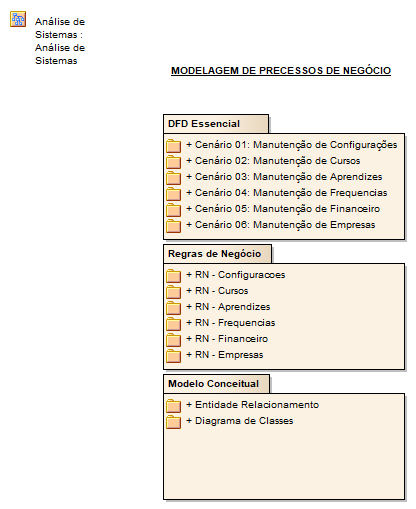 Análise de
Sistemas :
Análise de
Sistemas
MODELAGEM DE PRECESSOS DE NEGÓCIO
DFD Essencial
+ Cenário 01: Manutenção de Configurações
+ Cenário 02: Manutenção de Cursos
+ Cenário 03: Manutenção de Aprendizes
+ Cenário 04: Manutenção de Frequencias
+ Cenário 05: Manutenção de Financeiro
+ Cenário 06: Manutenção de Empresas
Regras de Negócio
+ RN - Configuracoes
+ RN - Cursos
+ RN - Aprendizes
+ RN - Frequencias
+ RN - Financeiro
+ RN - Empresas
Modelo Conceitual
+ Entidade Relacionamento
+ Diagrama de Classes